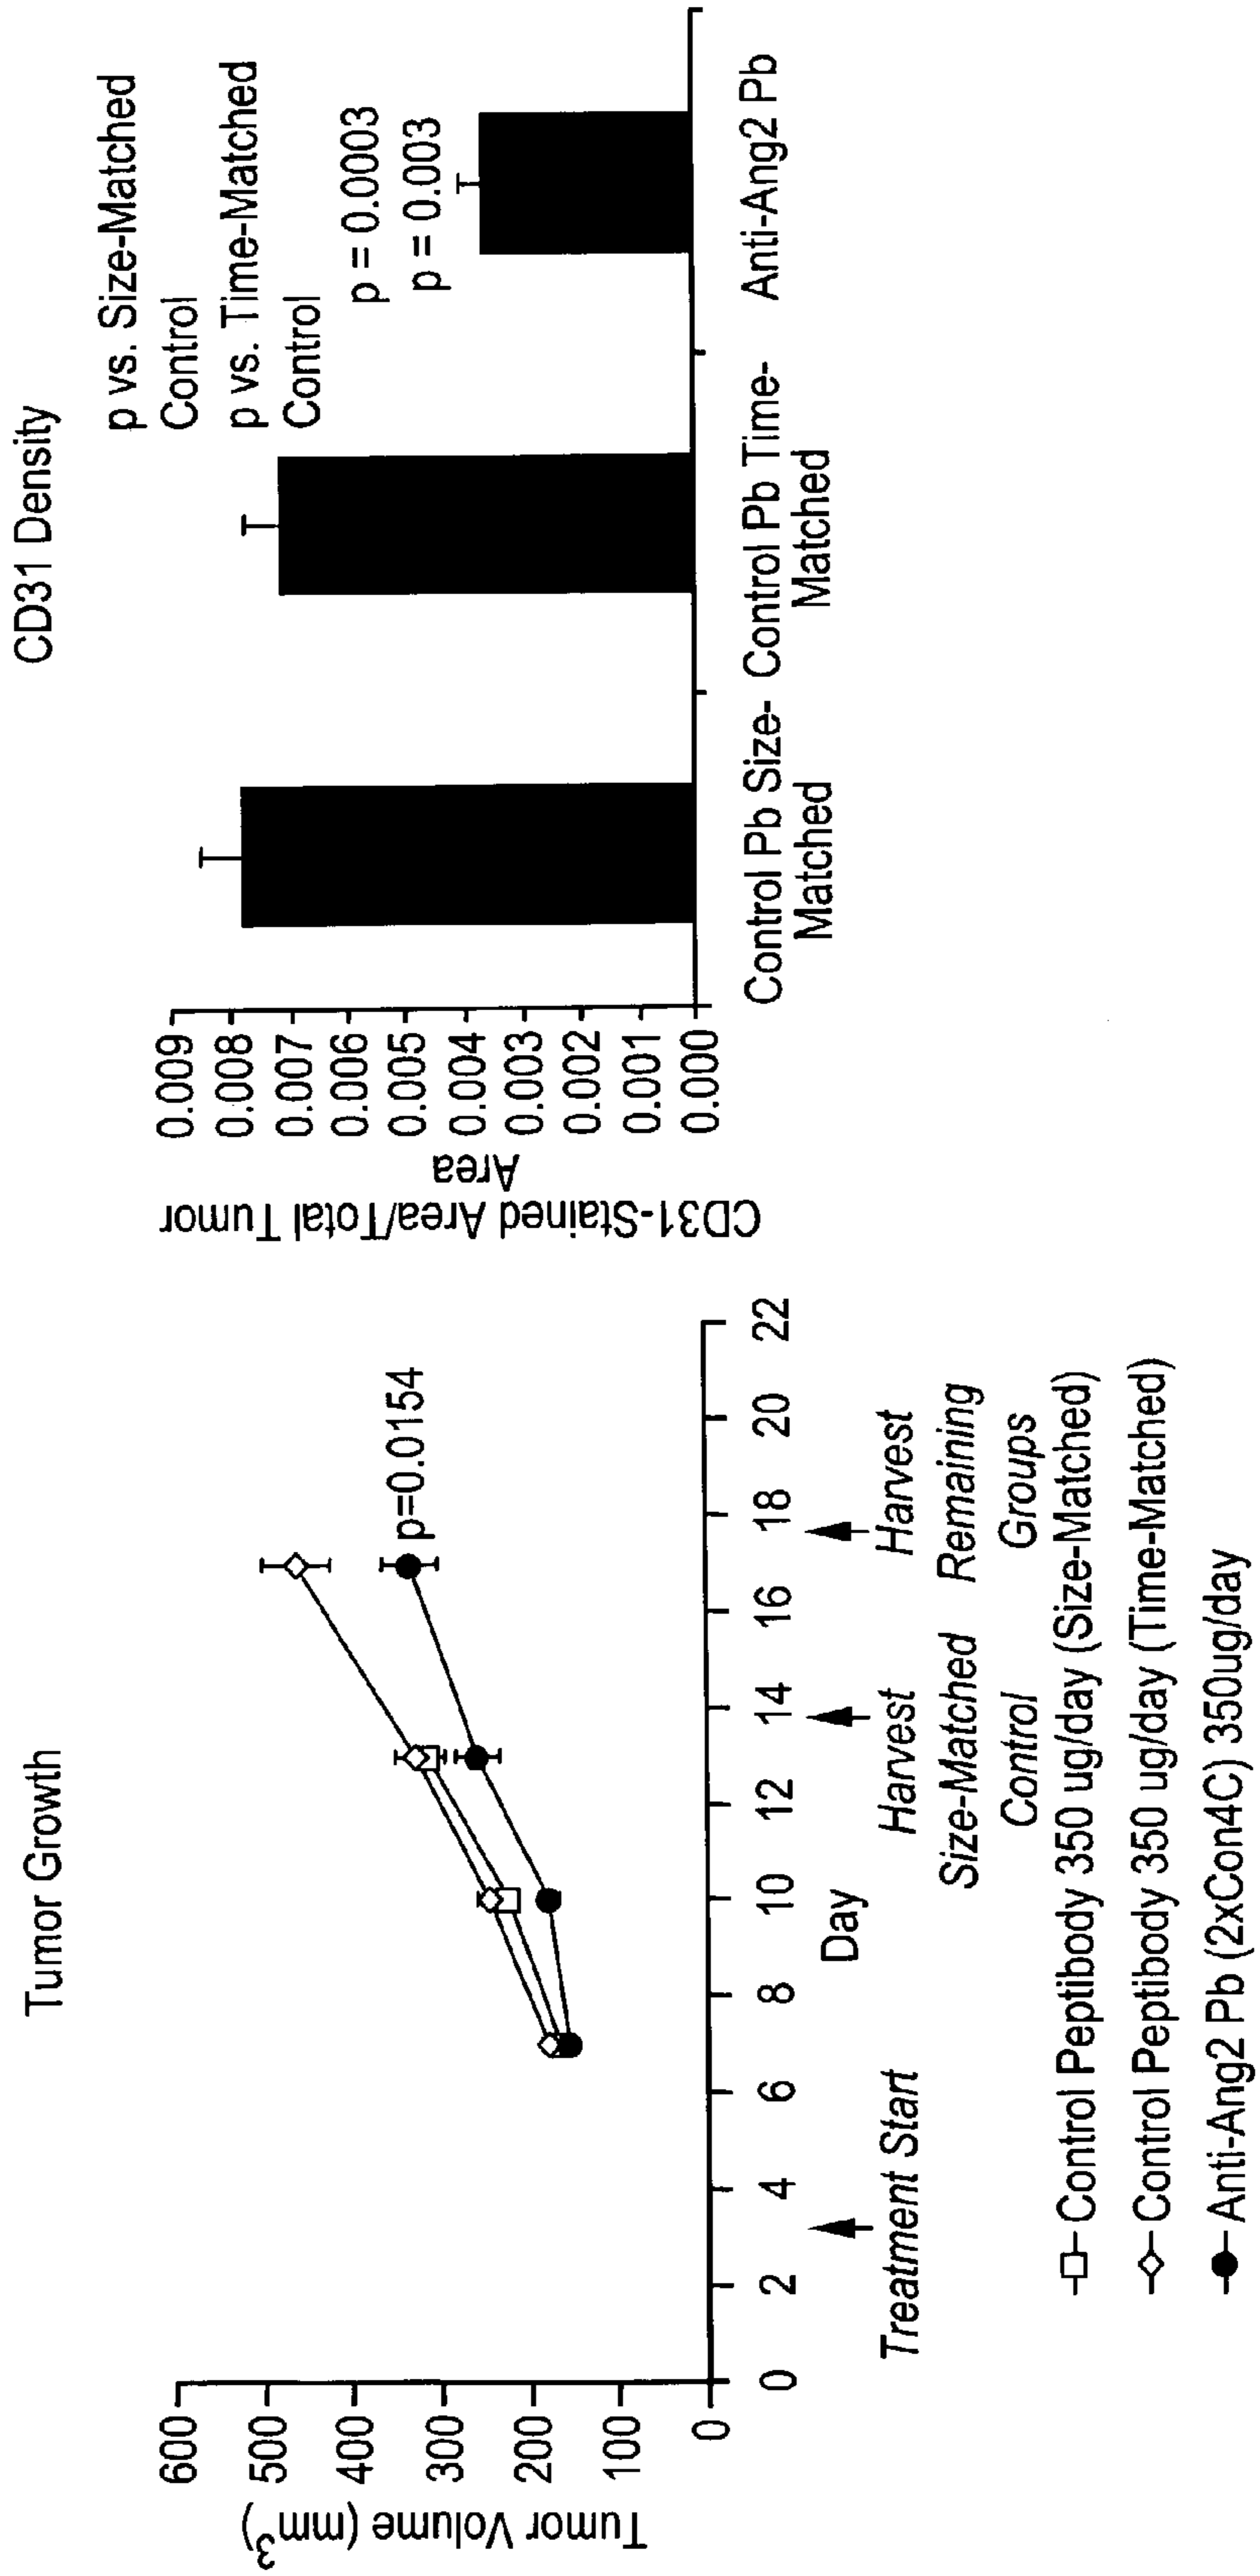 Tumor Growth
Tumor Volume (mm3)
600
500
400
300
200
100
0
0 2 4 6 8 10 12 14 16 18 20 22
Day
p=0.0154
Treatment Start
Harvest
Size-Matched
Control
Harvest
Remaining
Groups
Control Peptibody 350 ug/day (Size-Matched)
Control Peptibody 350 ug/day (Time-Matched)
Anti-Ang2 Pb (2xCon4C) 350ug/day
CD31 Density
CD31-Stained Area/Total Tumor
Area
0.009
0.008
0.007
0.006
0.005
0.004
0.003
0.002
0.001
0.000
p vs. Size-Matched
Control
p vs. Time-Matched
Control
p = 0.0003
p = 0.003
Control Pb Size-
Matched
Control Pb Time-
Matched
Anti-Ang2 Pb